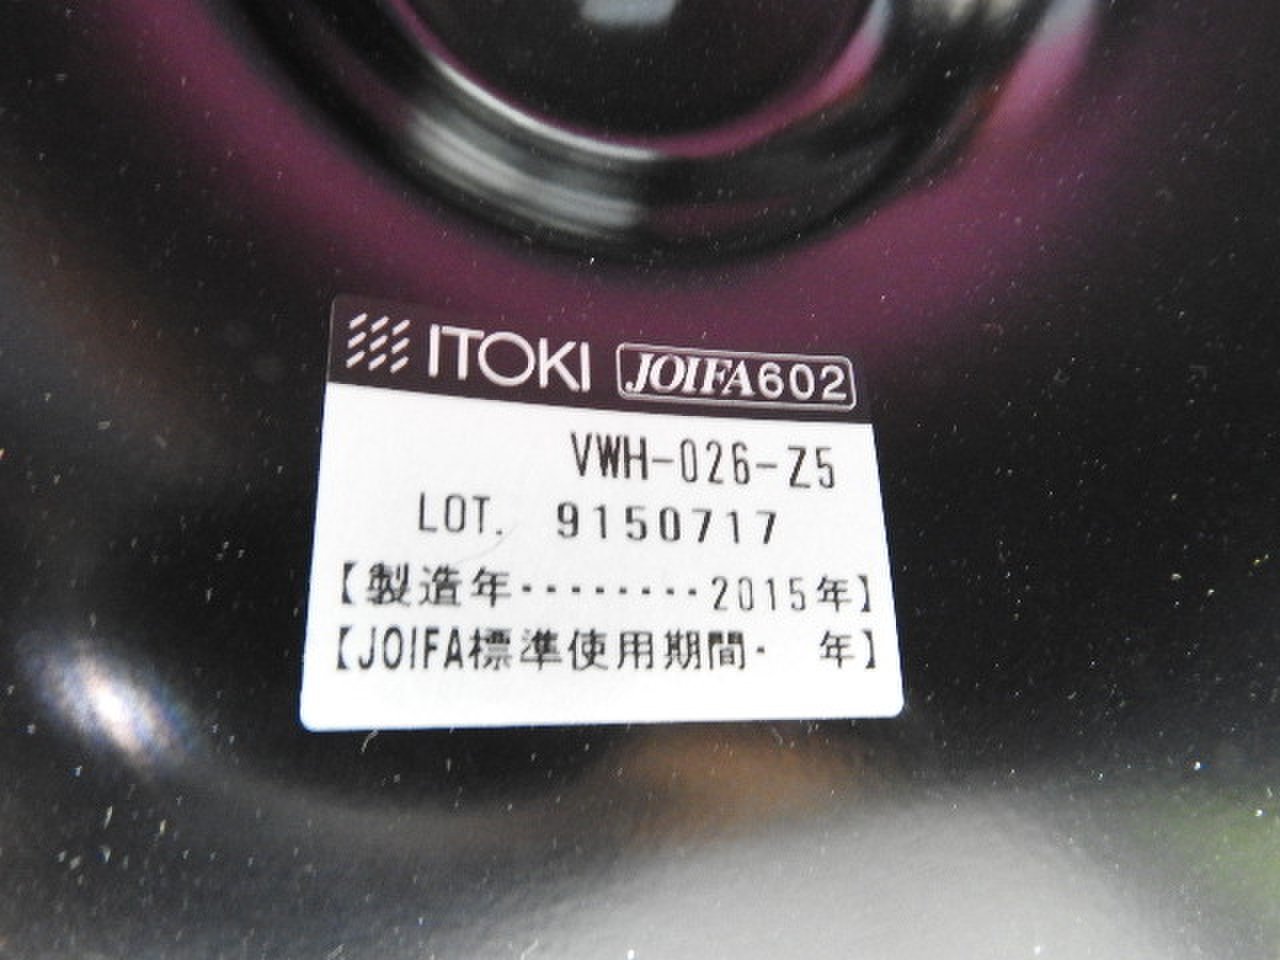 ITOKI JOIFA602
VWH-026-Z5
LOT. 9150717
【製造年・・・・・・・・2015年】
【JOIFA標準使用期間・　年】